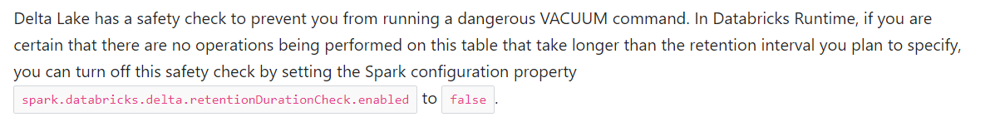 Delta Lake has a safety check to prevent you from running a dangerous VACUUM command. In Databricks Runtime, if you are
certain that there are no operations being performed on this table that take longer than the retention interval you plan to specify,
you can turn off this safety check by setting the Spark configuration property
spark.databricks.delta.retentionDurationCheck.enabled to false .